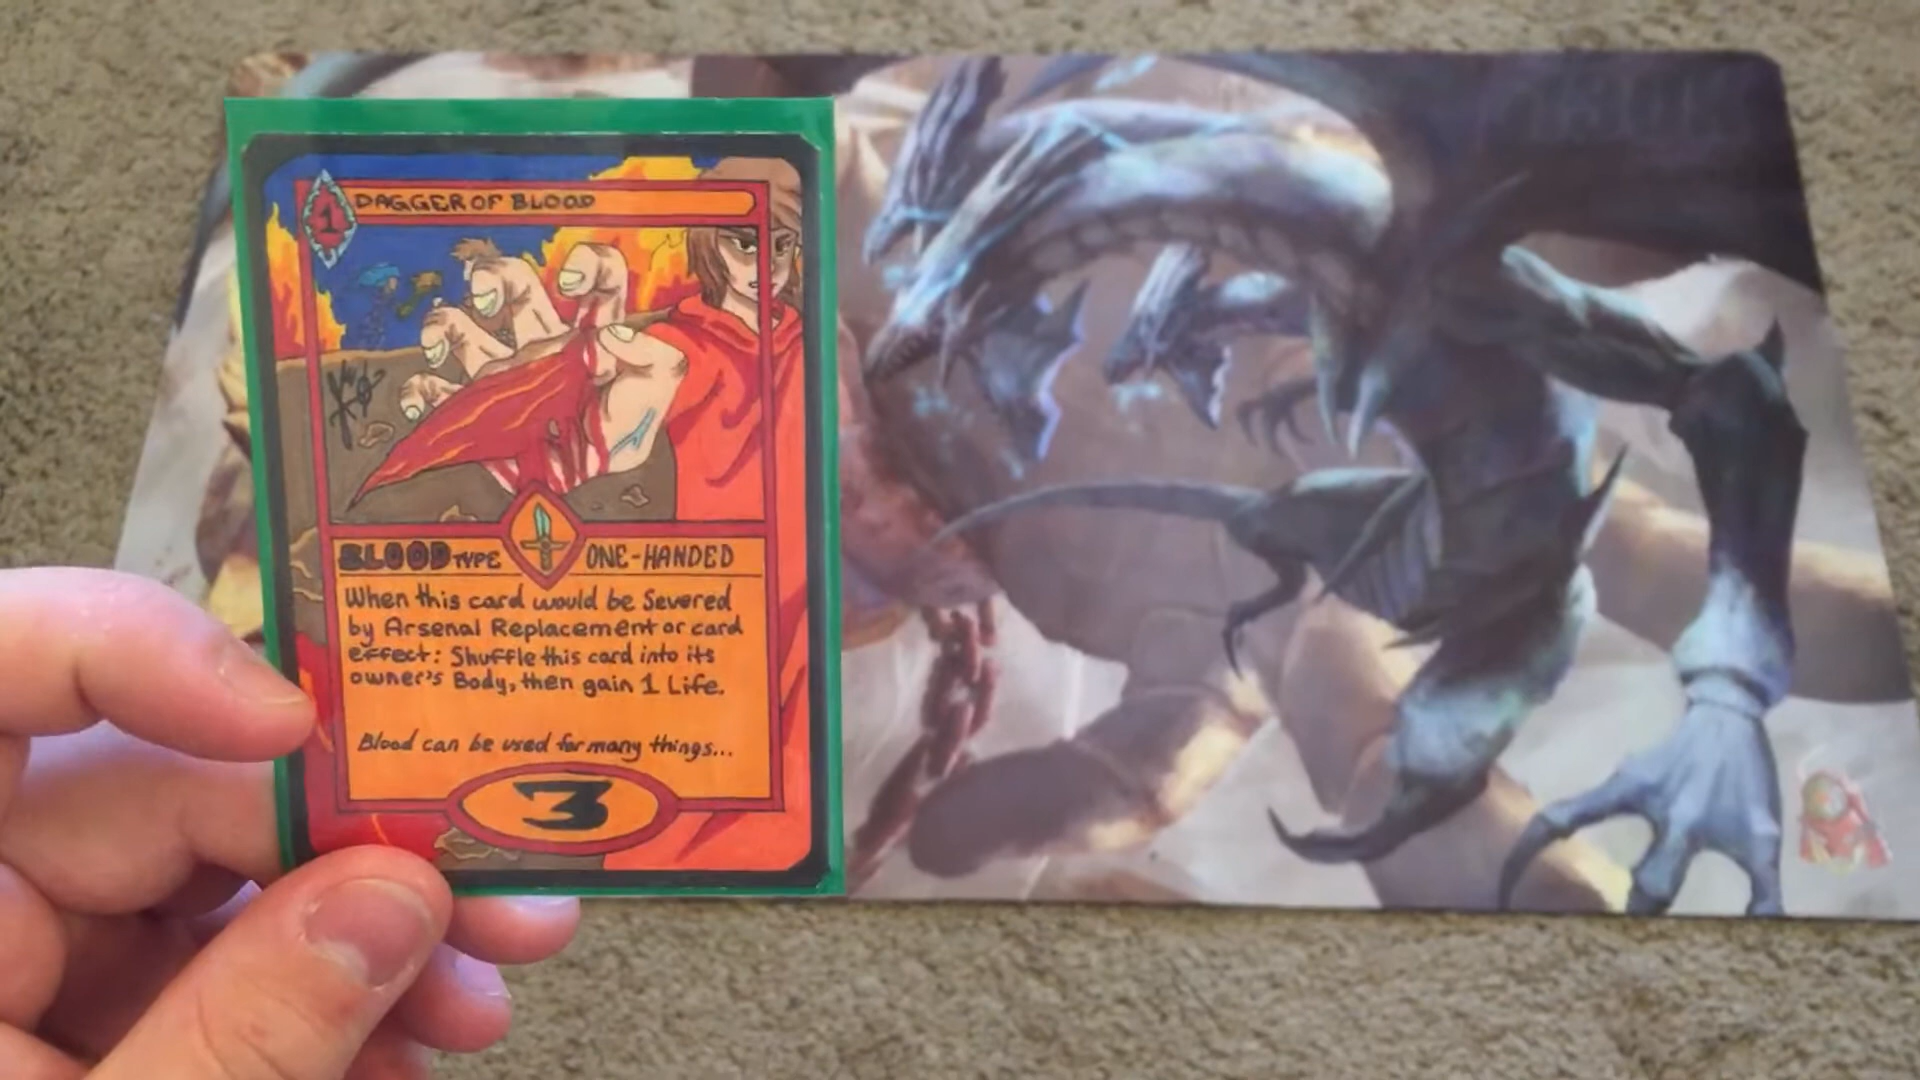 1
DAGGER OF BLOOD
BLOOD TYPE
ONE-HANDED
When this card would be Severed
by Arsenal Replacement or card
effect: Shuffle this card into its
owner's Body, then gain 1 Life.
Blood can be used for many things...
3